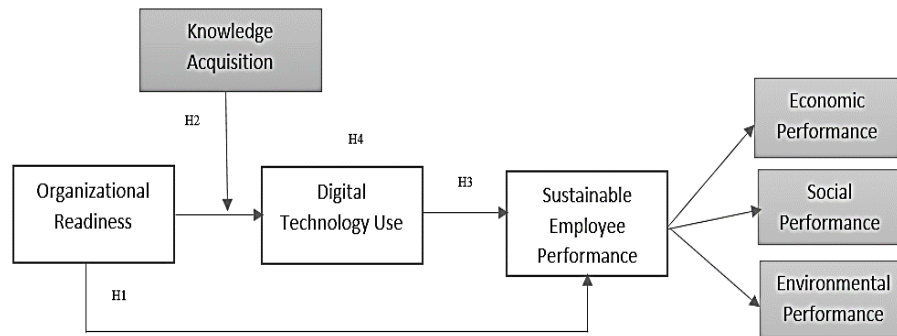 Knowledge
Acquisition
H2
H4
Economic
Performance
Organizational
Readiness
Digital
Technology Use
H3
Sustainable
Employee
Performance
Social
Performance
H1
Environmental
Performance